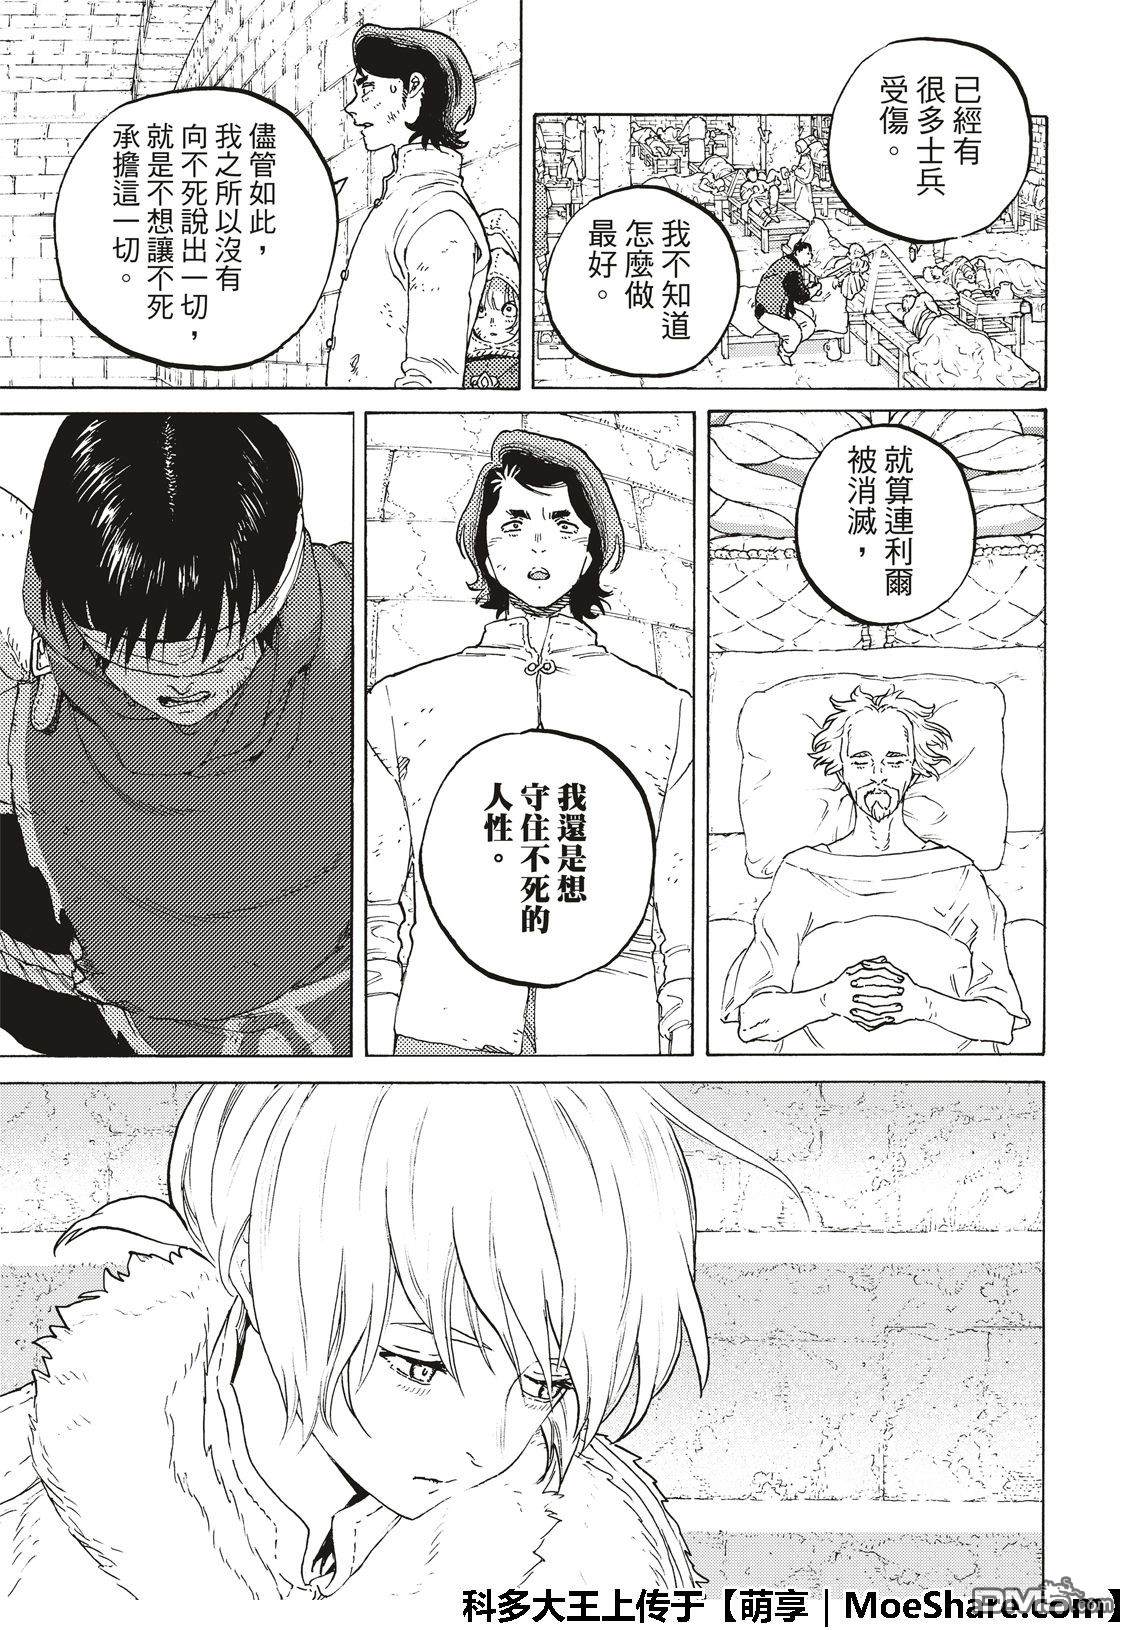 已經有
很多士兵
受傷。
我不知道
怎麼做
最好。
儘管如此，
我之所以沒有
向不死說出一切，
就是不想讓不死
承擔這一切。
就算連利爾
被消滅，
我還是想
守住不死的
人性。
科多大王上传于【萌享｜MoeShare.com】